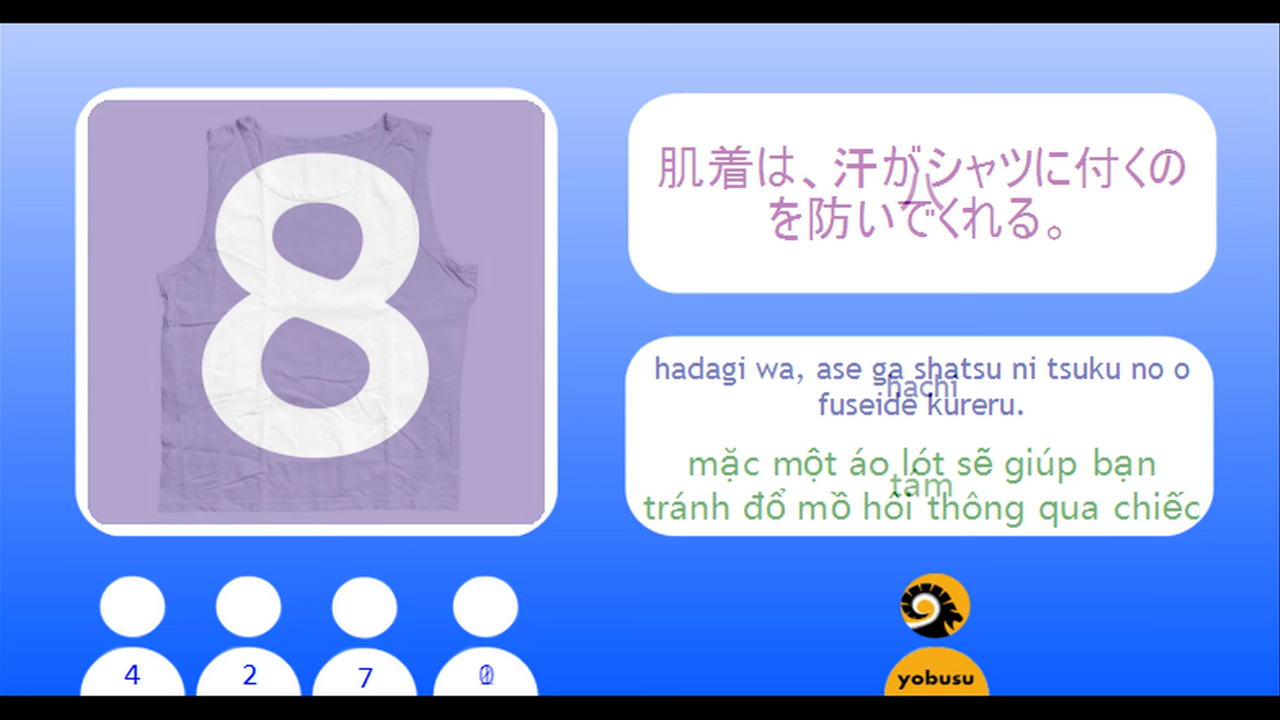 8
肌着は、汗がシャツに付くの
を防いでくれる。
八
hadagi wa, ase ga shatsu ni tsuku no o
fuseide kureru.
hachi
mặc một áo lót sẽ giúp bạn
tránh đổ mồ hôi thông qua chiếc
tám
4 2 7
yobusu